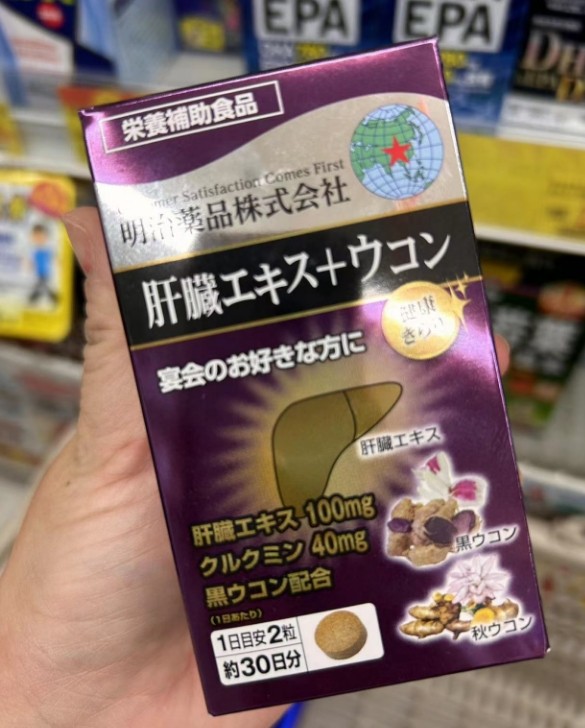 EPA
EPA
DH
栄養補助食品
Satisfaction Comes First
明治薬品株式会社
肝臓エキス+ウコン
健康
きらり
宴会のお好きな方に
肝臓エキス
肝臓エキス 100mg
クルクミン 40mg
黒ウコン配合
(1日あたり)
黒ウコン
秋ウコン
1日目安2粒
約30日分